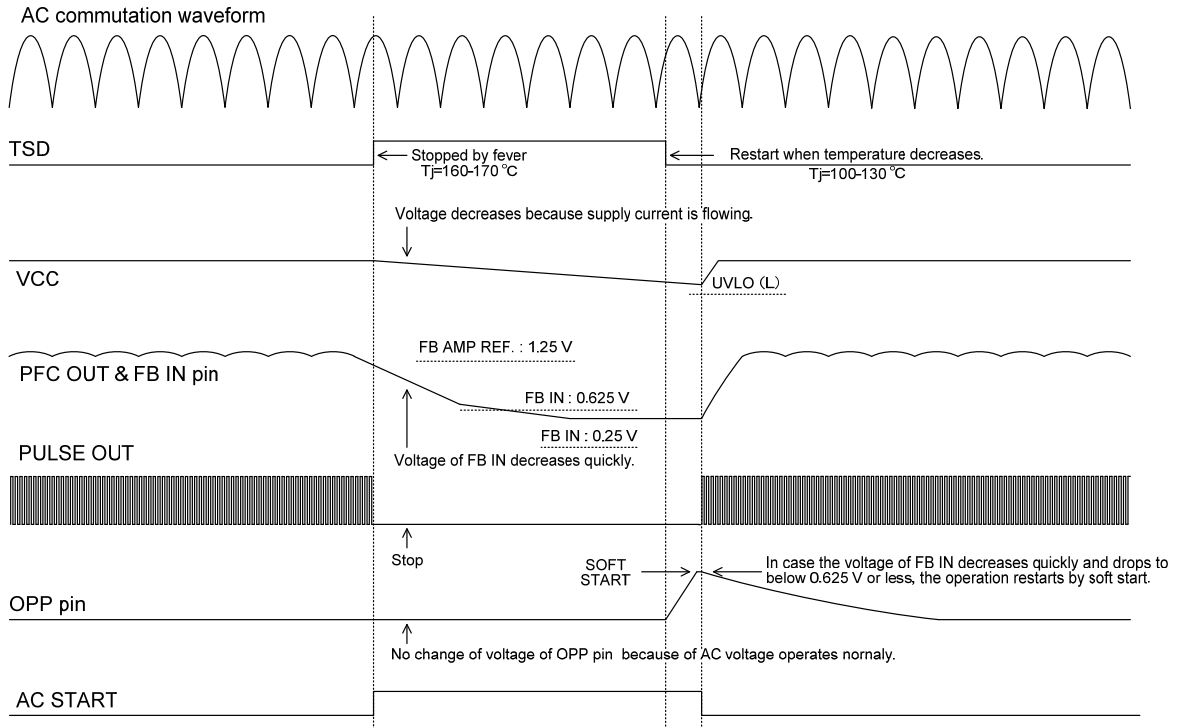 AC commutation waveform
TSD
Stopped by fever
Tj=160-170 °C
Restart when temperature decreases.
Tj=100-130 °C
Voltage decreases because supply current is flowing.
VCC
UVLO (L)
FB AMP REF. : 1.25 V
PFC OUT & FB IN pin
FB IN : 0.625 V
FB IN : 0.25 V
PULSE OUT
Voltage of FB IN decreases quickly.
Stop
SOFT
START
In case the voltage of FB IN decreases quickly and drops to
below 0.625 V or less, the operation restarts by soft start.
OPP pin
No change of voltage of OPP pin because of AC voltage operates nornaly.
AC START